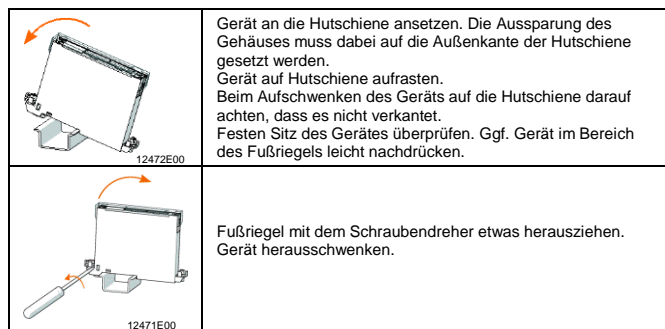 Gerät an die Hutschiene ansetzen. Die Aussparung des
Gehäuses muss dabei auf die Außenkante der Hutschiene
gesetzt werden.
Gerät auf Hutschiene aufrasten.
Beim Aufschwenken des Geräts auf die Hutschiene darauf
achten, dass es nicht verkantet.
Festen Sitz des Gerätes überprüfen. Ggf. Gerät im Bereich
des Fußriegels leicht nachdrücken.
12472E00
Fußriegel mit dem Schraubendreher etwas herausziehen.
Gerät herausschwenken.
12471E00